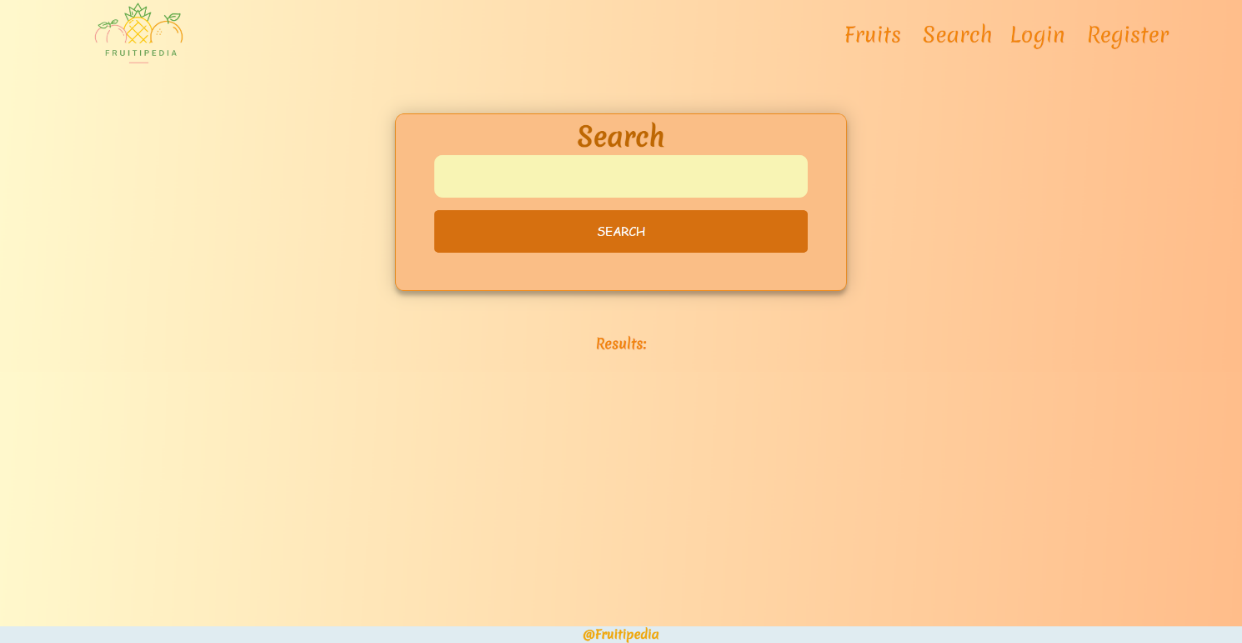 FRUITIPEDIA
Fruits Search Login Register
Search
SEARCH
Results:
@Fruitipedia